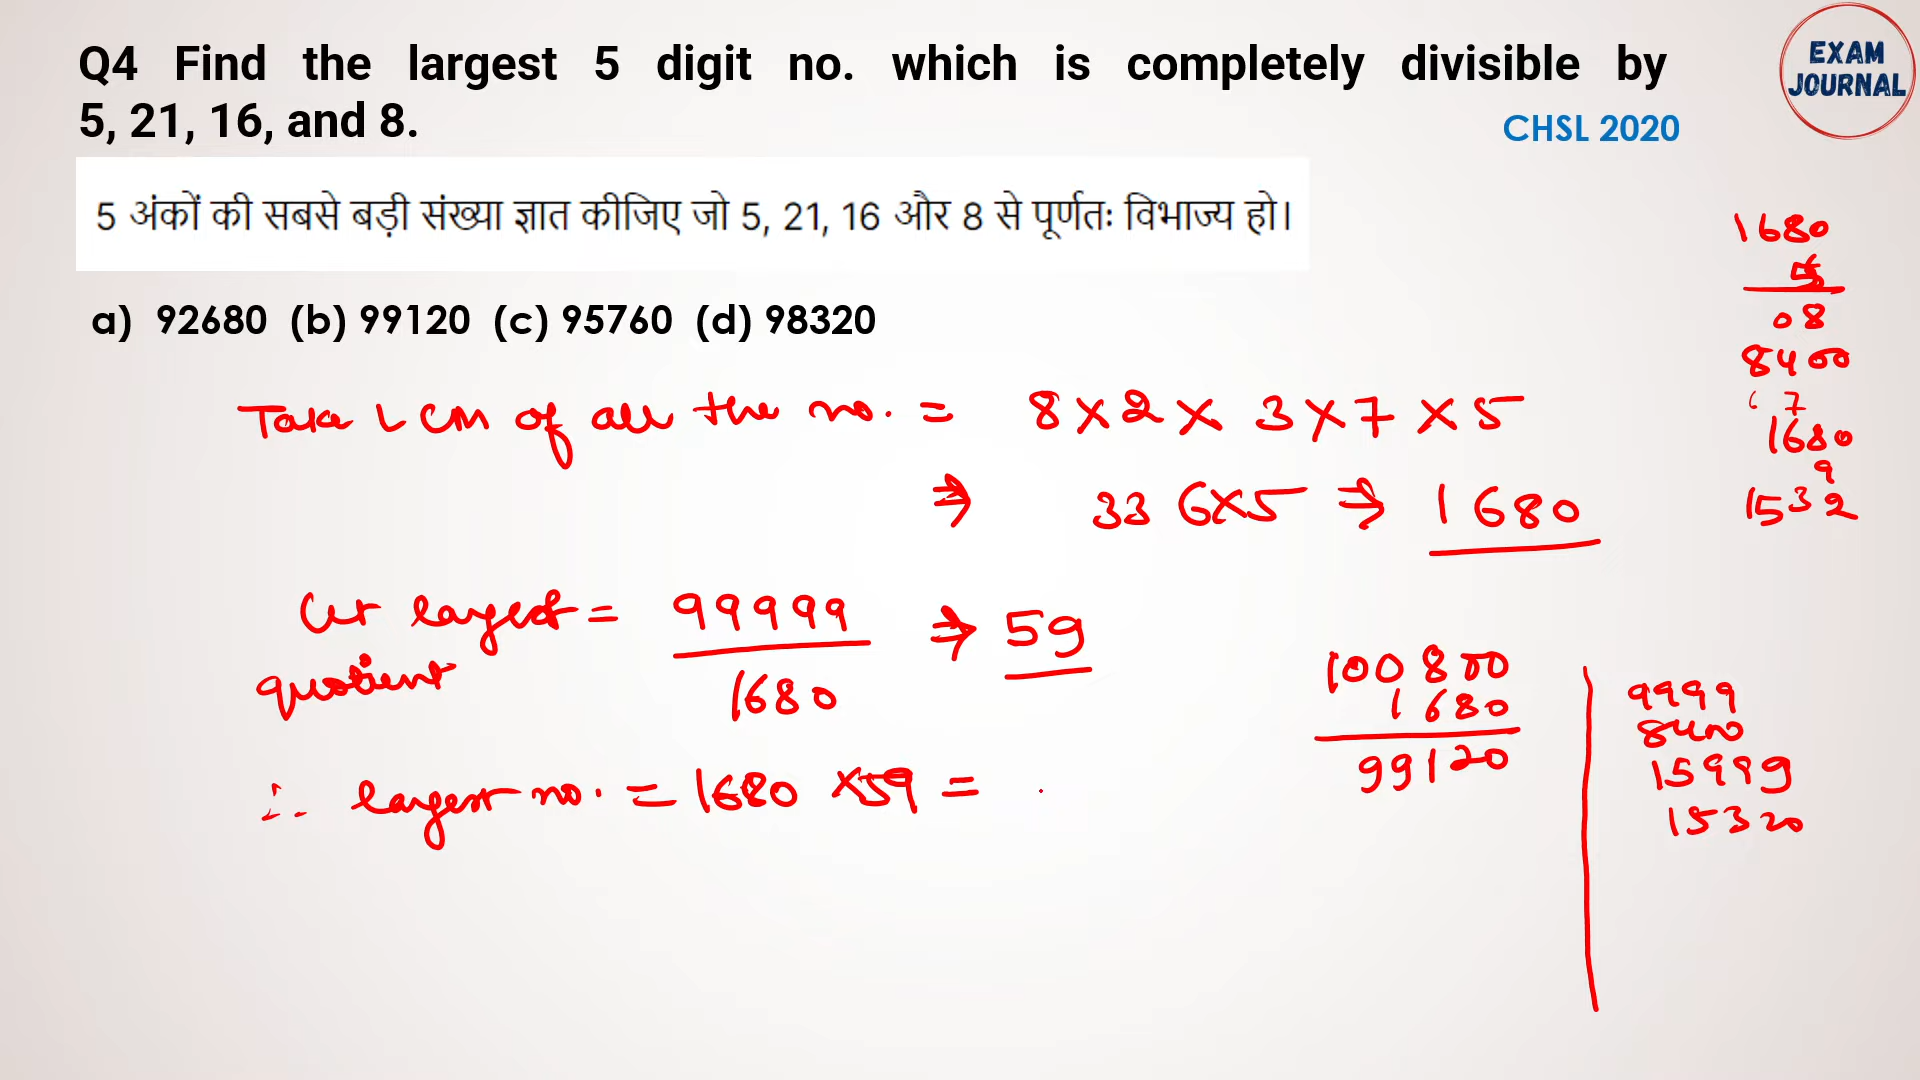 Q4 Find the largest 5 digit no. which is completely divisible by
5, 21, 16, and 8.
CHSL 2020
EXAM
JOURNAL
5 अंकों की सबसे बड़ी संख्या ज्ञात कीजिए जो 5, 21, 16 और 8 से पूर्णतः विभाज्य हो।
a) 92680 (b) 99120 (c) 95760 (d) 98320
Take LCM of all the no. = 8 × 2 × 3 × 7 × 5
⇒ 336×5 ⇒ 1680
largest = 99999 ⇒ 59
quotient
1680
∴ largest no. = 1680 × 59 =
1680
08
8400
7
1680
9
1532
100800
1680
99120
9999
8400
15999
15320